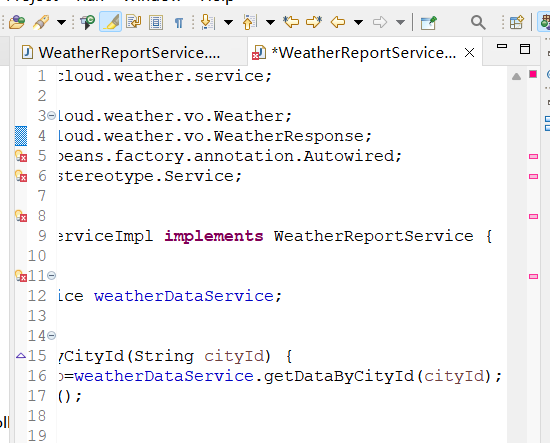 WeatherReportService.... *WeatherReportService...
1 cloud.weather.service;
2
3 loud.weather.vo.Weather;
4 loud.weather.vo.WeatherResponse;
5 beans.factory.annotation.Autowired;
6 stereotype.Service;
7
8
9 erviceImpl implements WeatherReportService {
10
11
12 ice weatherDataService;
13
14
15 yCityId(String cityId) {
16 =weatherDataService.getDataByCityId(cityId);
17 ();
18
19